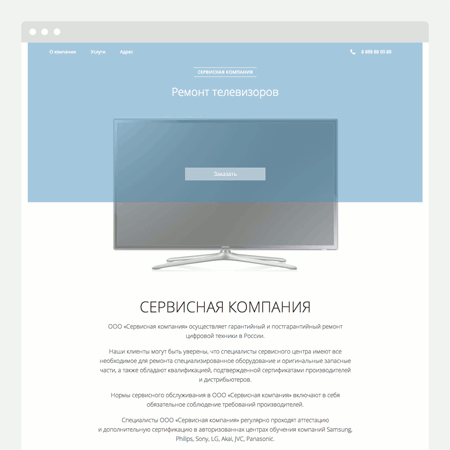 О компании Услуги Адрес 8 888 88 00 88
СЕРВИСНАЯ КОМПАНИЯ
Ремонт телевизоров
Заказать
СЕРВИСНАЯ КОМПАНИЯ
ООО «Сервисная компания» осуществляет гарантийный и постгарантийный ремонт
цифровой техники в России.
Наши клиенты могут быть уверены, что специалисты сервисного центра имеют все
необходимое для ремонта специализированное оборудование и оригинальные запасные
части, а также обладают квалификацией, подтвержденной сертификатами производителей
и дистрибьютеров.
Нормы сервисного обслуживания в ООО «Сервисная компания» включают в себя
обязательное соблюдение требований производителей.
Специалисты ООО «Сервисная компания» регулярно проходят аттестацию
и дополнительную сертификацию в авторизованных центрах обучения компаний Samsung,
Philips, Sony, LG, Akai, JVC, Panasonic.